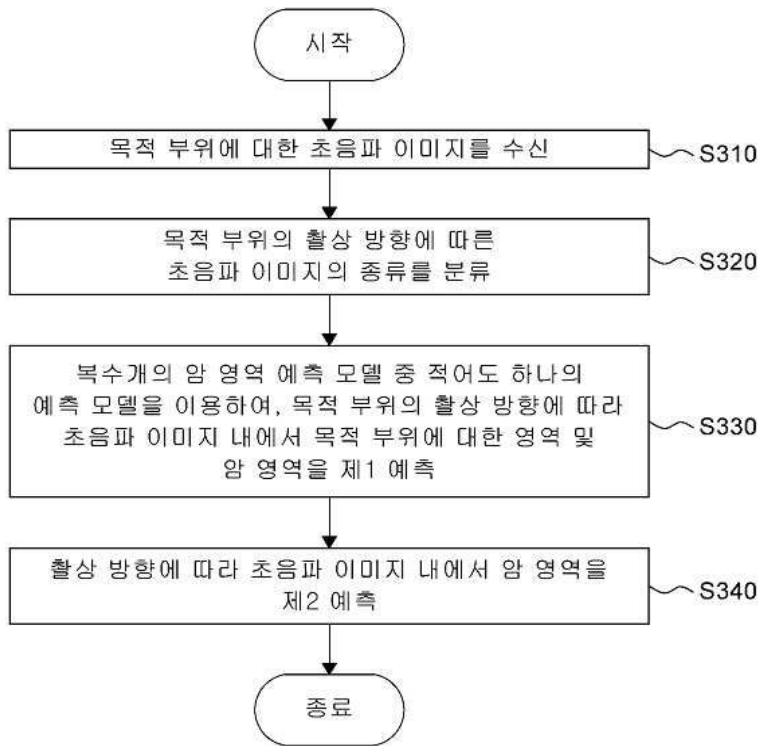 시작
목적 부위에 대한 초음파 이미지를 수신
S310
목적 부위의 촬상 방향에 따른
초음파 이미지의 종류를 분류
S320
복수개의 암 영역 예측 모델 중 적어도 하나의
예측 모델을 이용하여, 목적 부위의 촬상 방향에 따라
초음파 이미지 내에서 목적 부위에 대한 영역 및
암 영역을 제1 예측
S330
촬상 방향에 따라 초음파 이미지 내에서 암 영역을
제2 예측
S340
종료